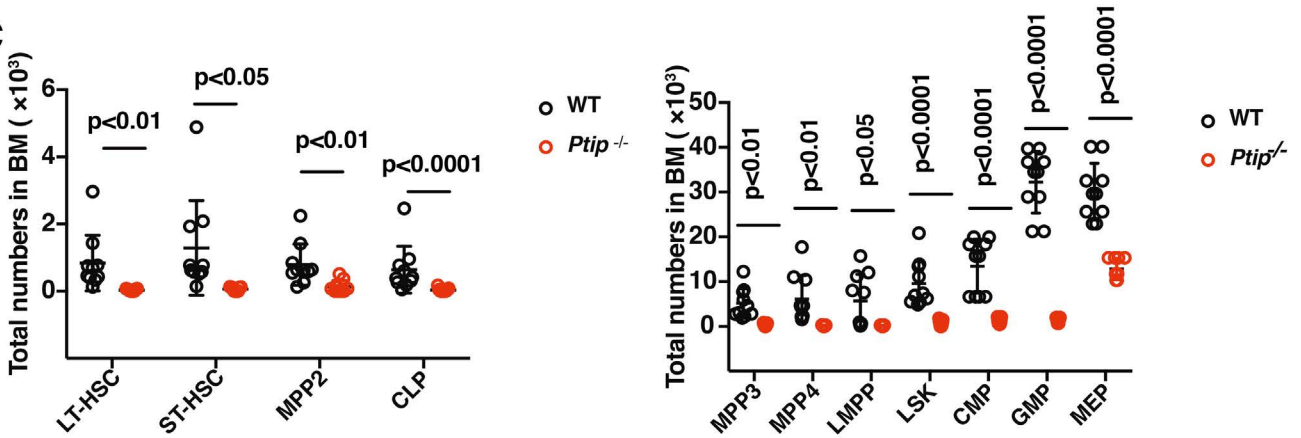 Total numbers in BM ( ×10³)
6
4
2
0
p<0.01
p<0.05
p<0.01
p<0.0001
LT-HSC
ST-HSC
MPP2
CLP
WT
Ptip -/-
Total numbers in BM ( ×10³)
50
40
30
20
10
0
p<0.01
p<0.01
p<0.05
p<0.0001
p<0.0001
p<0.0001
p<0.0001
MPP3
MPP4
LMPP
LSK
CMP
GMP
MEP
WT
Ptip-/-